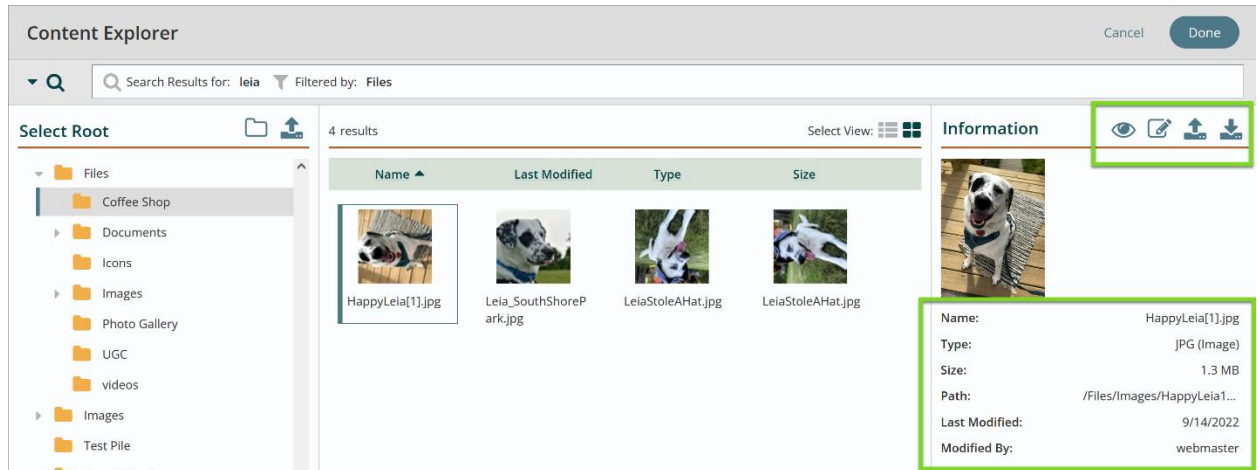 Content Explorer
Cancel
Done
Search Results for: leia Filtered by: Files
Select Root
Files
Coffee Shop
Documents
Icons
Images
Photo Gallery
UGC
videos
Images
Test Pile
4 results
Select View:
Name
Last Modified
Type
Size
HappyLeia[1].jpg
Leia_SouthShoreP
ark.jpg
LeiaStoleAHat.jpg
LeiaStoleAHat.jpg
Information
Name: HappyLeia[1].jpg
Type: JPG (Image)
Size: 1.3 MB
Path: /Files/Images/HappyLeia1...
Last Modified: 9/14/2022
Modified By: webmaster